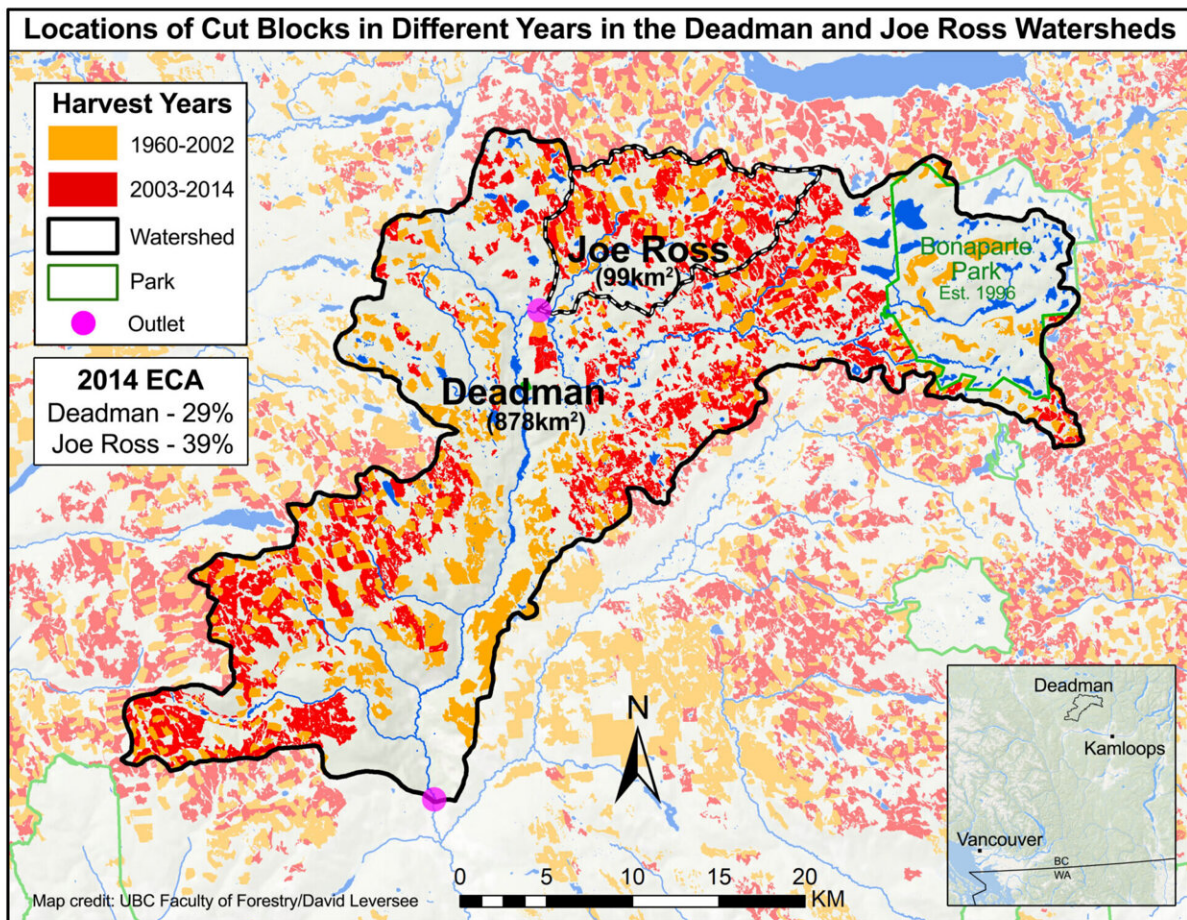 Locations of Cut Blocks in Different Years in the Deadman and Joe Ross Watersheds
Harvest Years
1960-2002
2003-2014
Watershed
Park
Outlet
2014 ECA
Deadman - 29%
Joe Ross - 39%
Joe Ross
(99km²)
Bonaparte
Park
Est. 1996
Deadman
(878km²)
N
0 5 10 15 20
KM
Deadman
Kamloops
Vancouver
BC
WA
Map credit: UBC Faculty of Forestry/David Leversee